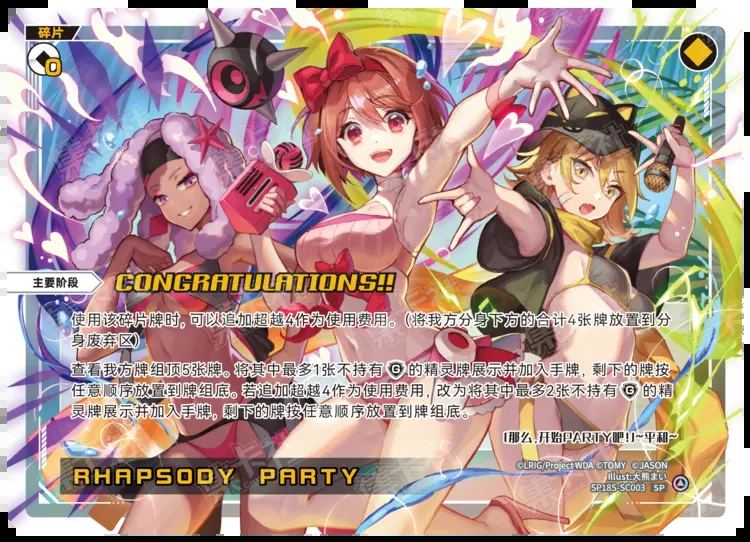 碎片
0
主要阶段
CONGRATULATIONS!!
使用该碎片牌时，可以追加超越4作为使用费用。（将我方分身下方的合计4张牌放置到分
身废弃区）
查看我方牌组顶5张牌。将其中最多1张不持有 G 的精灵牌展示并加入手牌，剩下的牌按
任意顺序放置到牌组底。若追加超越4作为使用费用，改为将其中最多2张不持有 G 的精
灵牌展示并加入手牌，剩下的牌按任意顺序放置到牌组底。
「那么，开始PARTY吧！」~平和~
RHAPSODY PARTY
©LRIG/Project WDA ©TOMY ©JASON
Illust:大熊まい
SP18S-SC003 SP